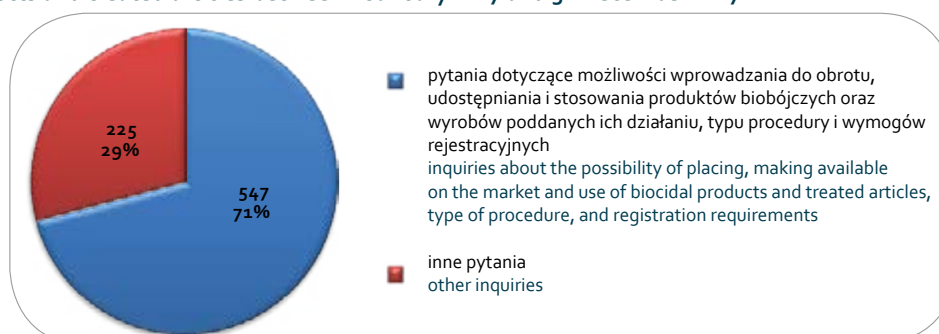 225
29%
547
71%
pytania dotyczące możliwości wprowadzania do obrotu,
udostępniania i stosowania produktów biobójczych oraz
wyrobów poddanych ich działaniu, typu procedury i wymogów
rejestracyjnych
inquiries about the possibility of placing, making available
on the market and use of biocidal products and treated articles,
type of procedure, and registration requirements
inne pytania
other inquiries